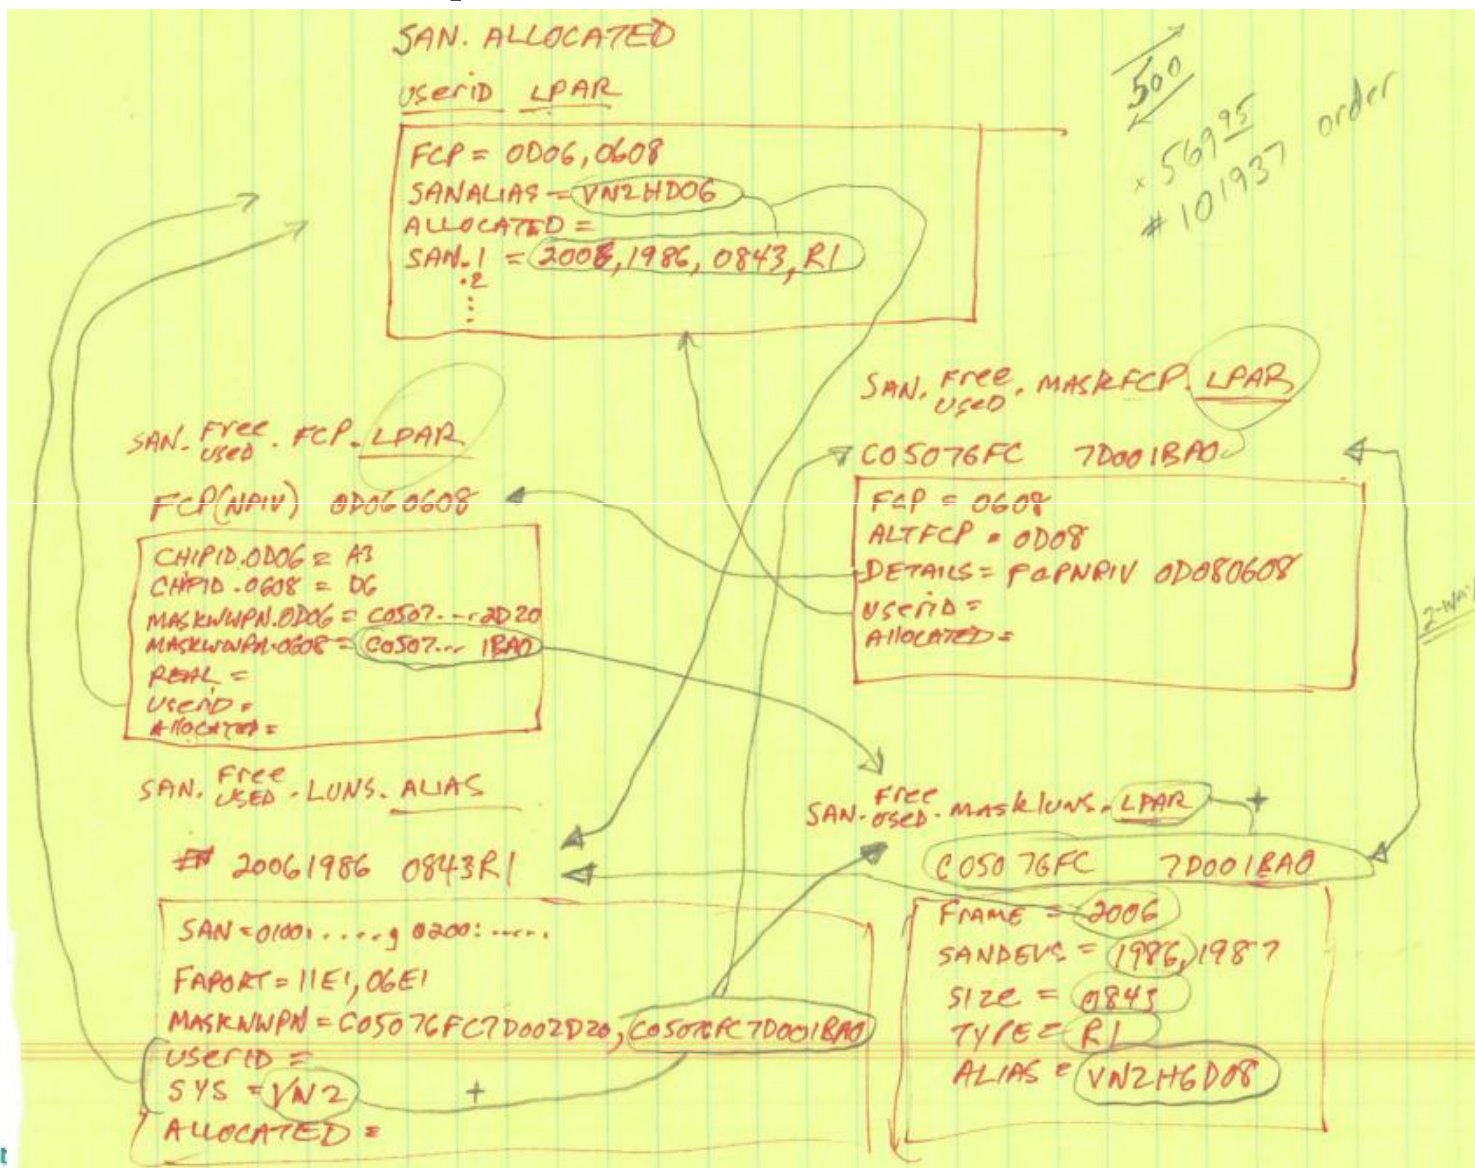 SAN. ALLOCATED
userid LPAR
FCP = 0D06, 0608
SANALIAS = VN2HD06
ALLOCATED =
SAN.1 = 2006, 1986, 0843, R1
.2
500
x 569 95
# 101937 order
SAN. Free USED . FCP. LPAR
FCP(NPIV) 0D060608
CHIPID.0D06 = A3
CHPID.0608 = D6
MASKWWPN.0D06 = C0507...2D20
MASKWWPN.0608 = C0507... 1BA0
REAL =
USERID =
Allocated =
SAN. Free USED . MASKFCP. LPAR
C05076FC 7D001BA0
FCP = 0608
ALTFCP = 0D08
DETAILS = FCPNPIV 0D080608
userid =
Allocated =
2-way
SAN. Free USED . LUNS. ALIAS
20061986 0843R1
SAN = 0100: ....., 0200: .....
FAPORT = 11E1, 06E1
MASKWWPN = C05076FC7D002D20, C05076FC7D001BA0
USERID =
SYS = VN2 +
ALLOCATED =
SAN. Free USED . maskluns. LPAR +
C05076FC 7D001BA0
FRAME = 2006
SANDEVS = 1986, 1987
SIZE = 0843
TYPE = R1
ALIAS = VN2H6D08
t